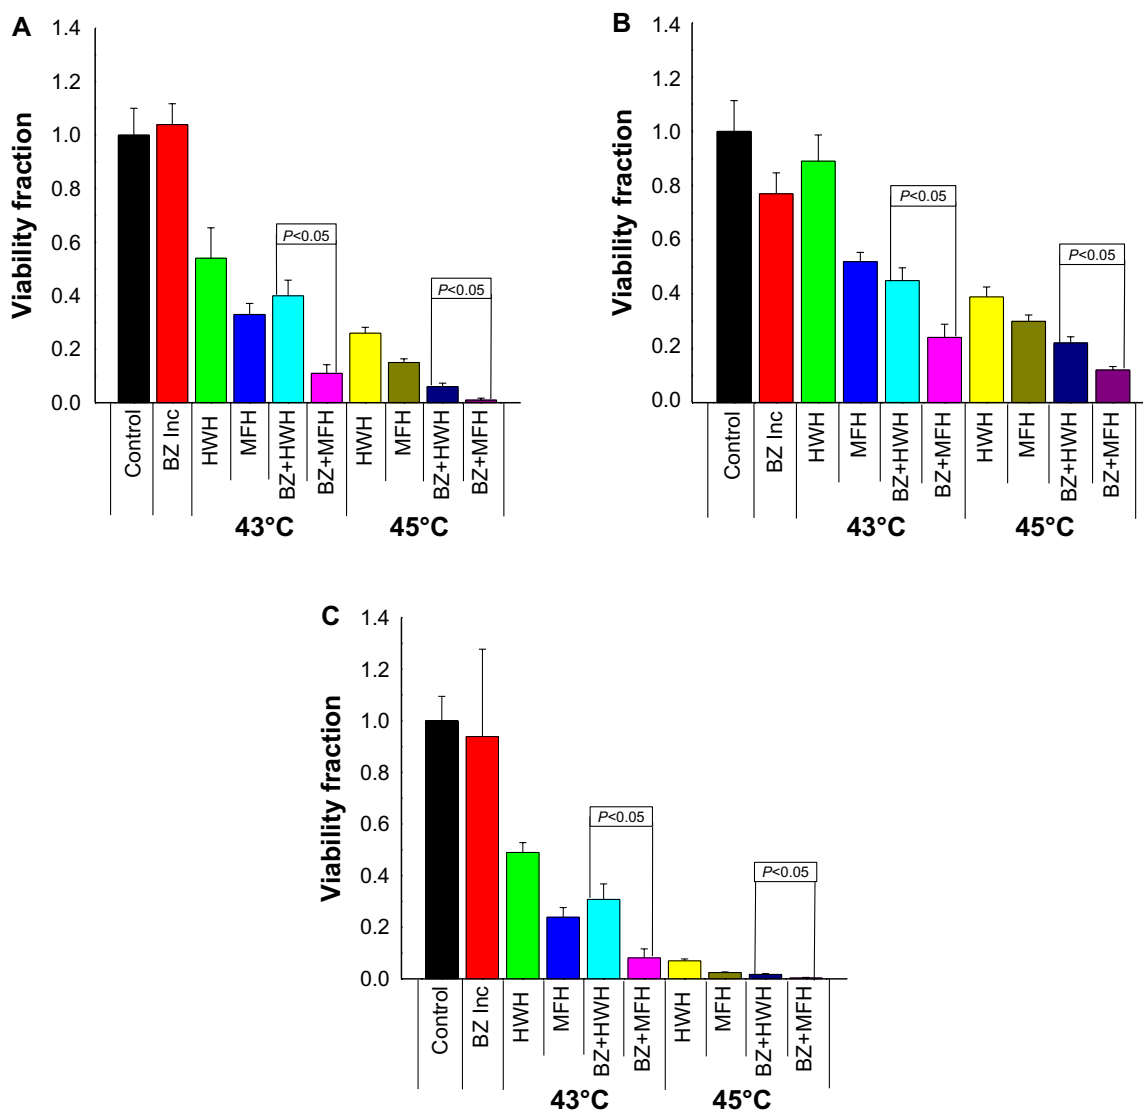 A
Viability fraction
1.4
1.2
1.0
0.8
0.6
0.4
0.2
0.0
P<0.05
P<0.05
Control
BZ Inc
HWH
MFH
BZ+HWH
BZ+MFH
HWH
MFH
BZ+HWH
BZ+MFH
43°C
45°C
B
Viability fraction
1.4
1.2
1.0
0.8
0.6
0.4
0.2
0.0
P<0.05
P<0.05
Control
BZ Inc
HWH
MFH
BZ+HWH
BZ+MFH
HWH
MFH
BZ+HWH
BZ+MFH
43°C
45°C
C
Viability fraction
1.4
1.2
1.0
0.8
0.6
0.4
0.2
0.0
P<0.05
P<0.05
Control
BZ Inc
HWH
MFH
BZ+HWH
BZ+MFH
HWH
MFH
BZ+HWH
BZ+MFH
43°C
45°C